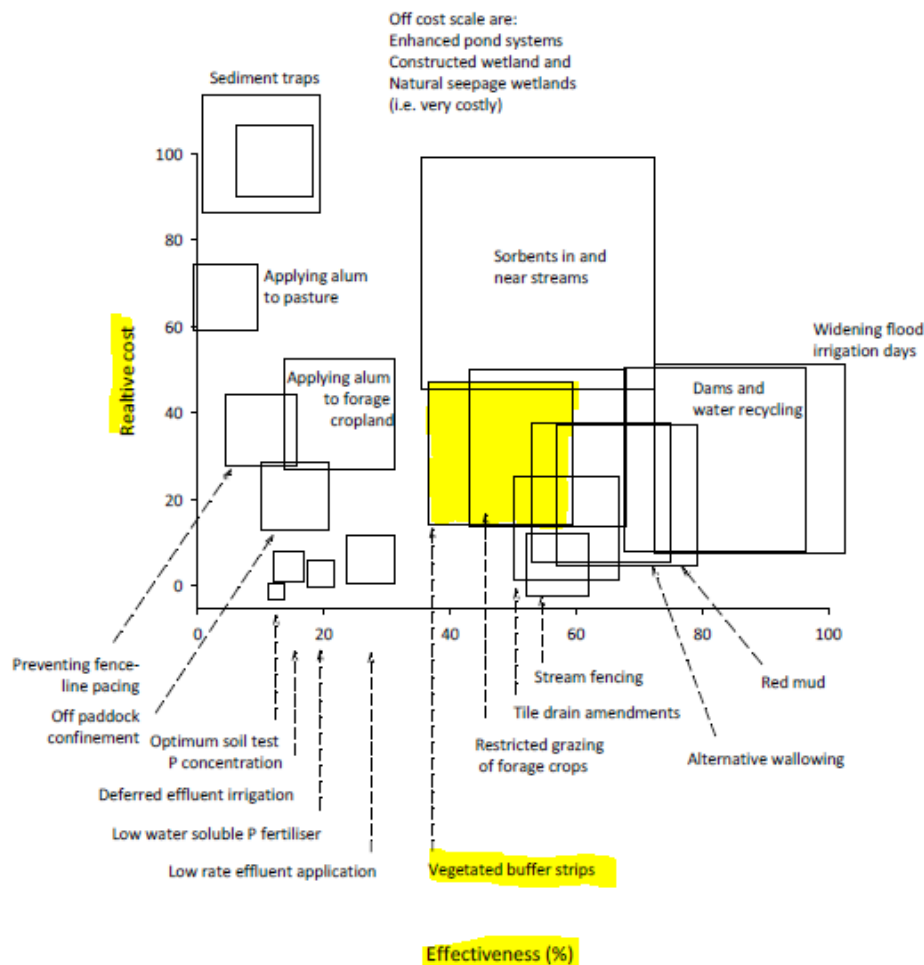 Off cost scale are:
Enhanced pond systems
Constructed wetland and
Natural seepage wetlands
(i.e. very costly)
Sediment traps
100
80
60
40
20
0
Realtive cost
Applying alum
to pasture
Sorbents in and
near streams
Widening flood
irrigation days
Applying alum
to forage
cropland
Dams and
water recycling
0
20
40
60
80
100
Preventing fence-
line pacing
Off paddock
confinement
Optimum soil test
P concentration
Deferred effluent irrigation
Low water soluble P fertiliser
Low rate effluent application
Vegetated buffer strips
Restricted grazing
of forage crops
Tile drain amendments
Stream fencing
Alternative wallowing
Red mud
Effectiveness (%)